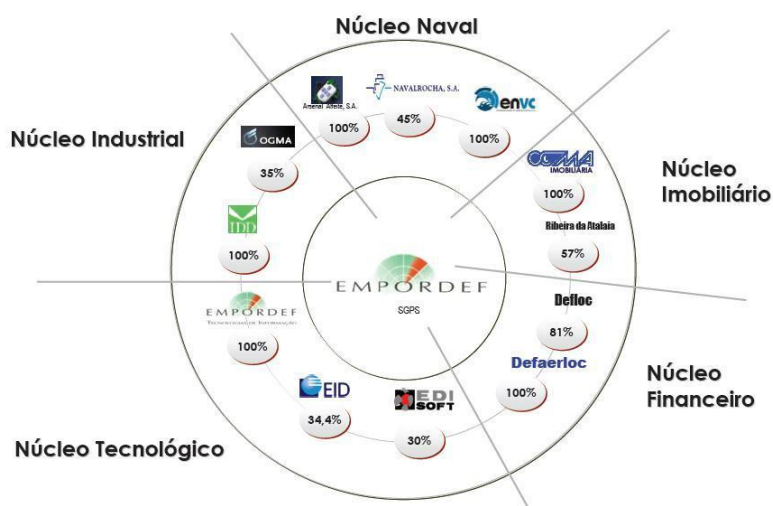 Núcleo Naval
Arsenal Alfeite, S.A.
100%
NAVALROCHA, S.A.
45%
envc
100%
Núcleo Industrial
OGMA
35%
IDD
100%
Núcleo
Imobiliário
OGMA
IMOBILIÁRIA
100%
Ribeira da Atalaia
57%
EMPORDEF
SGPS
Núcleo
Financeiro
Defloc
81%
Defaerloc
100%
Núcleo Tecnológico
EMPORDEF
TECNOLOGIAS DE INFORMAÇÃO
100%
EID
34,4%
EDI
SOFT
30%